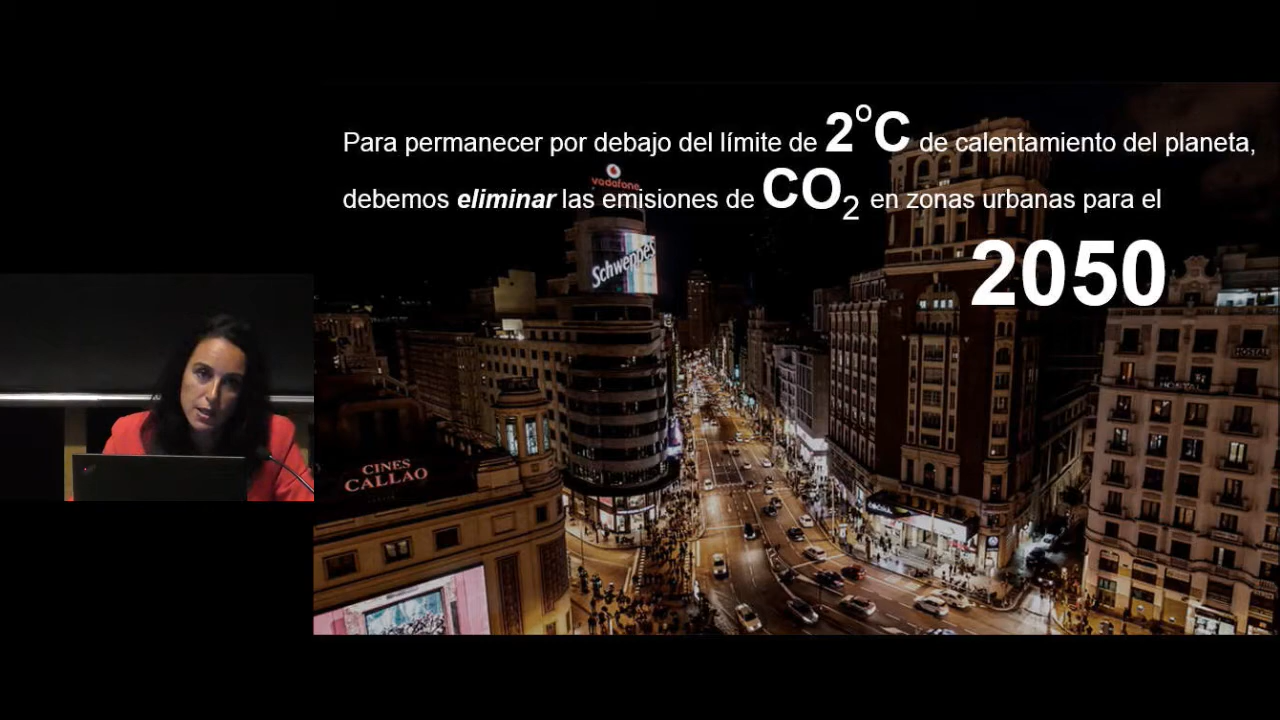 Para permanecer por debajo del límite de 2°C de calentamiento del planeta,
debemos eliminar las emisiones de CO₂ en zonas urbanas para el
2050
vodafone
Schweppes
CINES
CALLAO
HOSTAL
HOSTAL